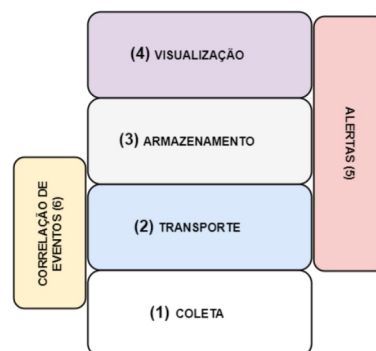 (4) VISUALIZAÇÃO
(3) ARMAZENAMENTO
(2) TRANSPORTE
(1) COLETA
ALERTAS (5)
CORRELAÇÃO DE
EVENTOS (6)